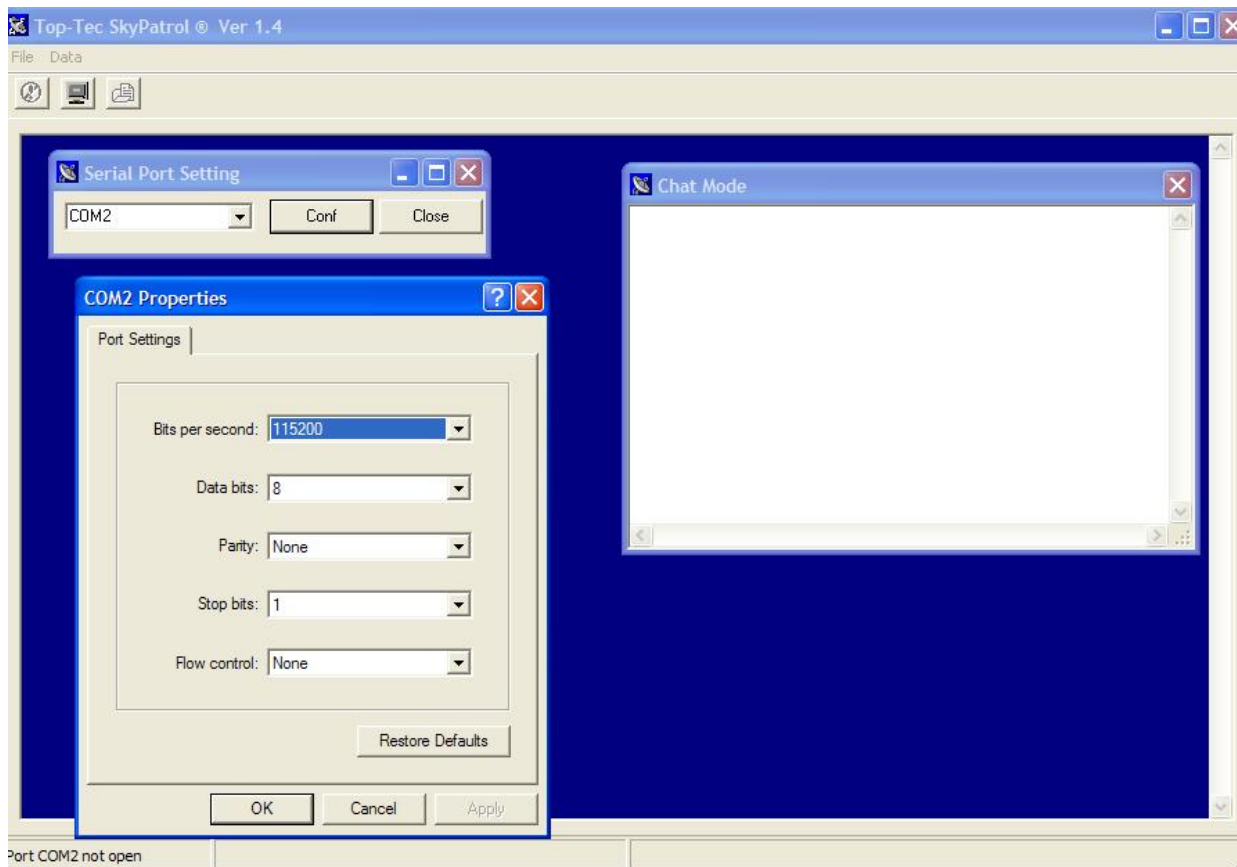 Top-Tec SkyPatrol ® Ver 1.4
File Data
Serial Port Setting
COM2 Conf Close
Chat Mode
COM2 Properties
Port Settings
Bits per second: 115200
Data bits: 8
Parity: None
Stop bits: 1
Flow control: None
Restore Defaults
OK Cancel Apply
Port COM2 not open